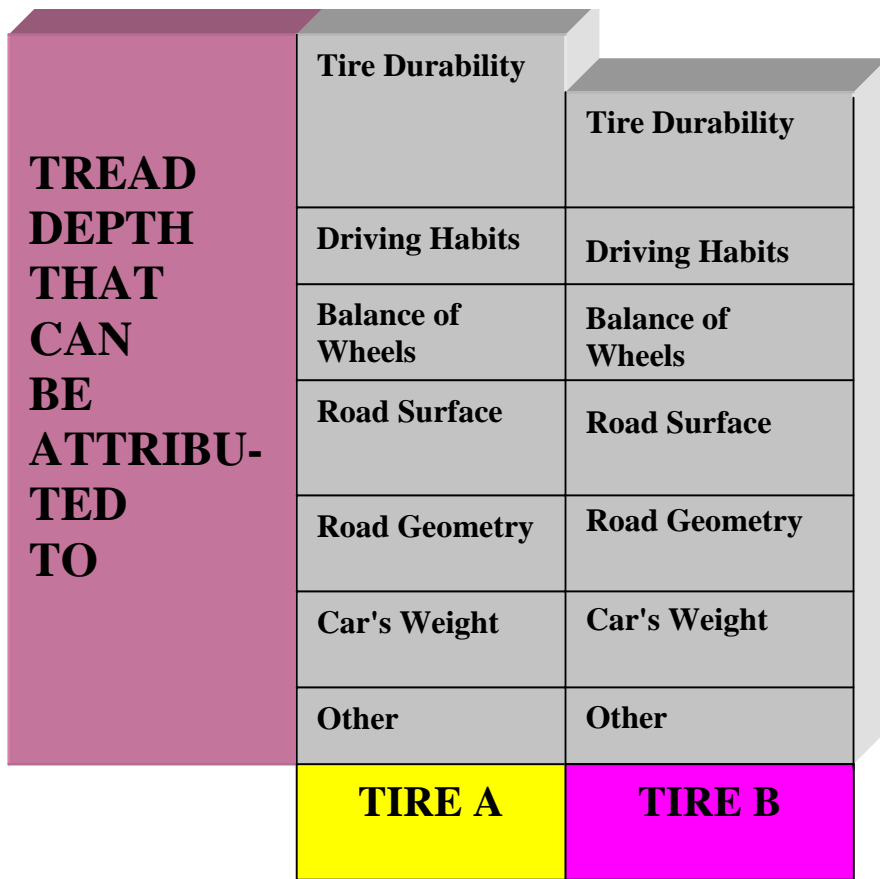 TREAD
DEPTH
THAT
CAN
BE
ATTRIBU-
TED
TO
Tire Durability
Driving Habits
Balance of
Wheels
Road Surface
Road Geometry
Car's Weight
Other
TIRE A
Tire Durability
Driving Habits
Balance of
Wheels
Road Surface
Road Geometry
Car's Weight
Other
TIRE B